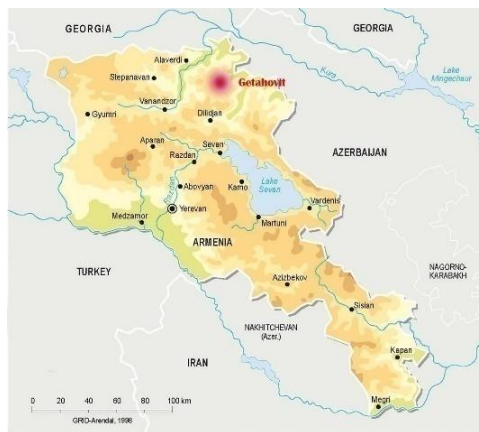 GEORGIA
GEORGIA
Alaverdi
Stepanavan
Getahovit
Kura
Lake
Mingechaur
Vanandzor
Gyumri
Dilidjan
Aparan
Sevan
AZERBAIJAN
Razdan
Abovyan
Kamo
Lake
Sevan
Vardenis
Medzamor
Yerevan
Martuni
ARMENIA
TURKEY
NAGORNO-
KARABAKH
Azizbekov
Sisian
NAKHITCHEVAN
(Azer.)
IRAN
Kapan
Megri
0 20 40 60 80 100 km
GRID-Arendal, 1998